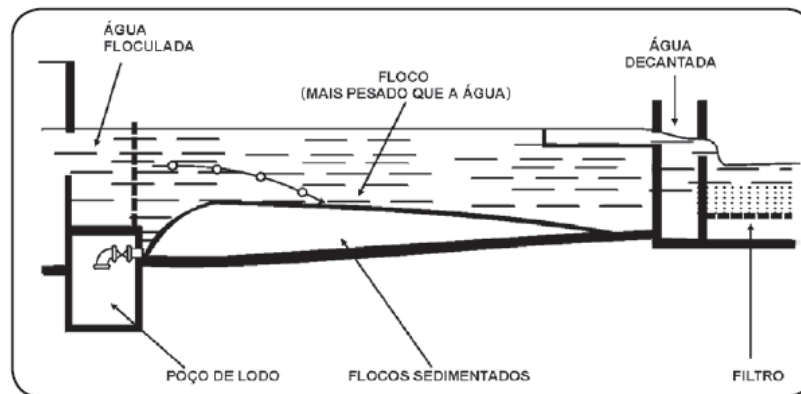 ÁGUA
FLOCULADA
FLOCO
(MAIS PESADO QUE A ÁGUA)
ÁGUA
DECANTADA
POÇO DE LODO
FLOCOS SEDIMENTADOS
FILTRO